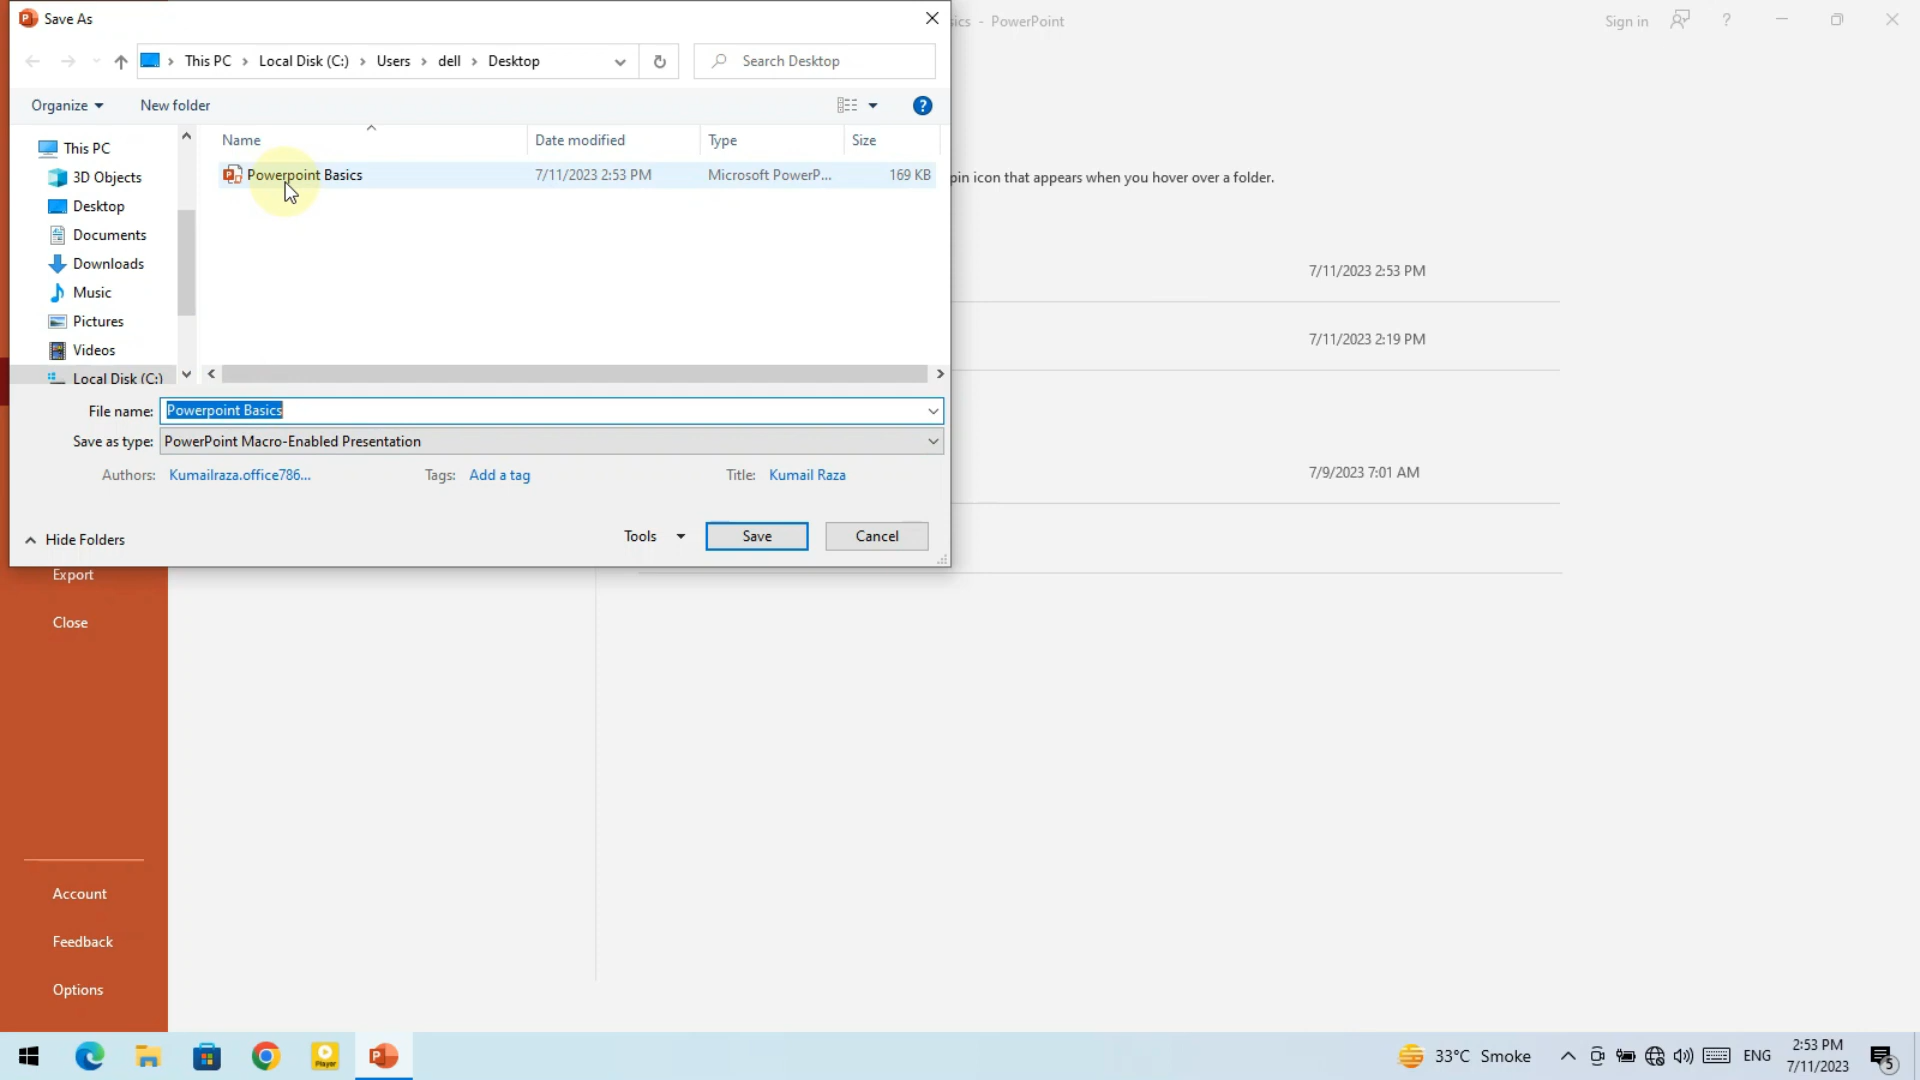 Save As
ics - PowerPoint
Sign in
?
This PC > Local Disk (C:) > Users > dell > Desktop
Search Desktop
Organize
New folder
?
Name
Date modified
Type
Size
Powerpoint Basics
7/11/2023 2:53 PM
Microsoft PowerP...
169 KB
This PC
3D Objects
Desktop
Documents
Downloads
Music
Pictures
Videos
Local Disk (C:)
pin icon that appears when you hover over a folder.
7/11/2023 2:53 PM
7/11/2023 2:19 PM
7/9/2023 7:01 AM
File name: Powerpoint Basics
Save as type: PowerPoint Macro-Enabled Presentation
Authors: Kumailraza.office786...
Tags: Add a tag
Title: Kumail Raza
Hide Folders
Tools
Save
Cancel
Export
Close
Account
Feedback
Options
Player
33°C Smoke
ENG
2:53 PM
7/11/2023
5